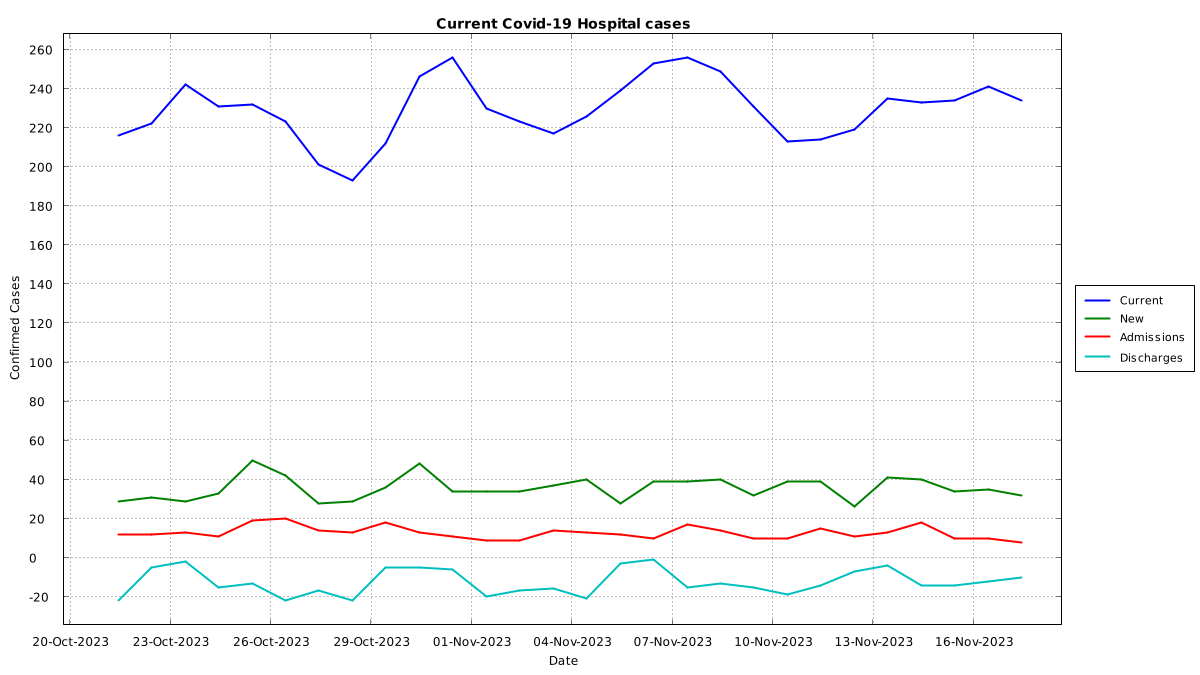 Current Covid-19 Hospital cases
260
240
220
200
180
160
140
120
100
80
60
40
20
0
-20
Confirmed Cases
20-Oct-2023 23-Oct-2023 26-Oct-2023 29-Oct-2023 01-Nov-2023 04-Nov-2023 07-Nov-2023 10-Nov-2023 13-Nov-2023 16-Nov-2023
Date
Current
New
Admissions
Discharges